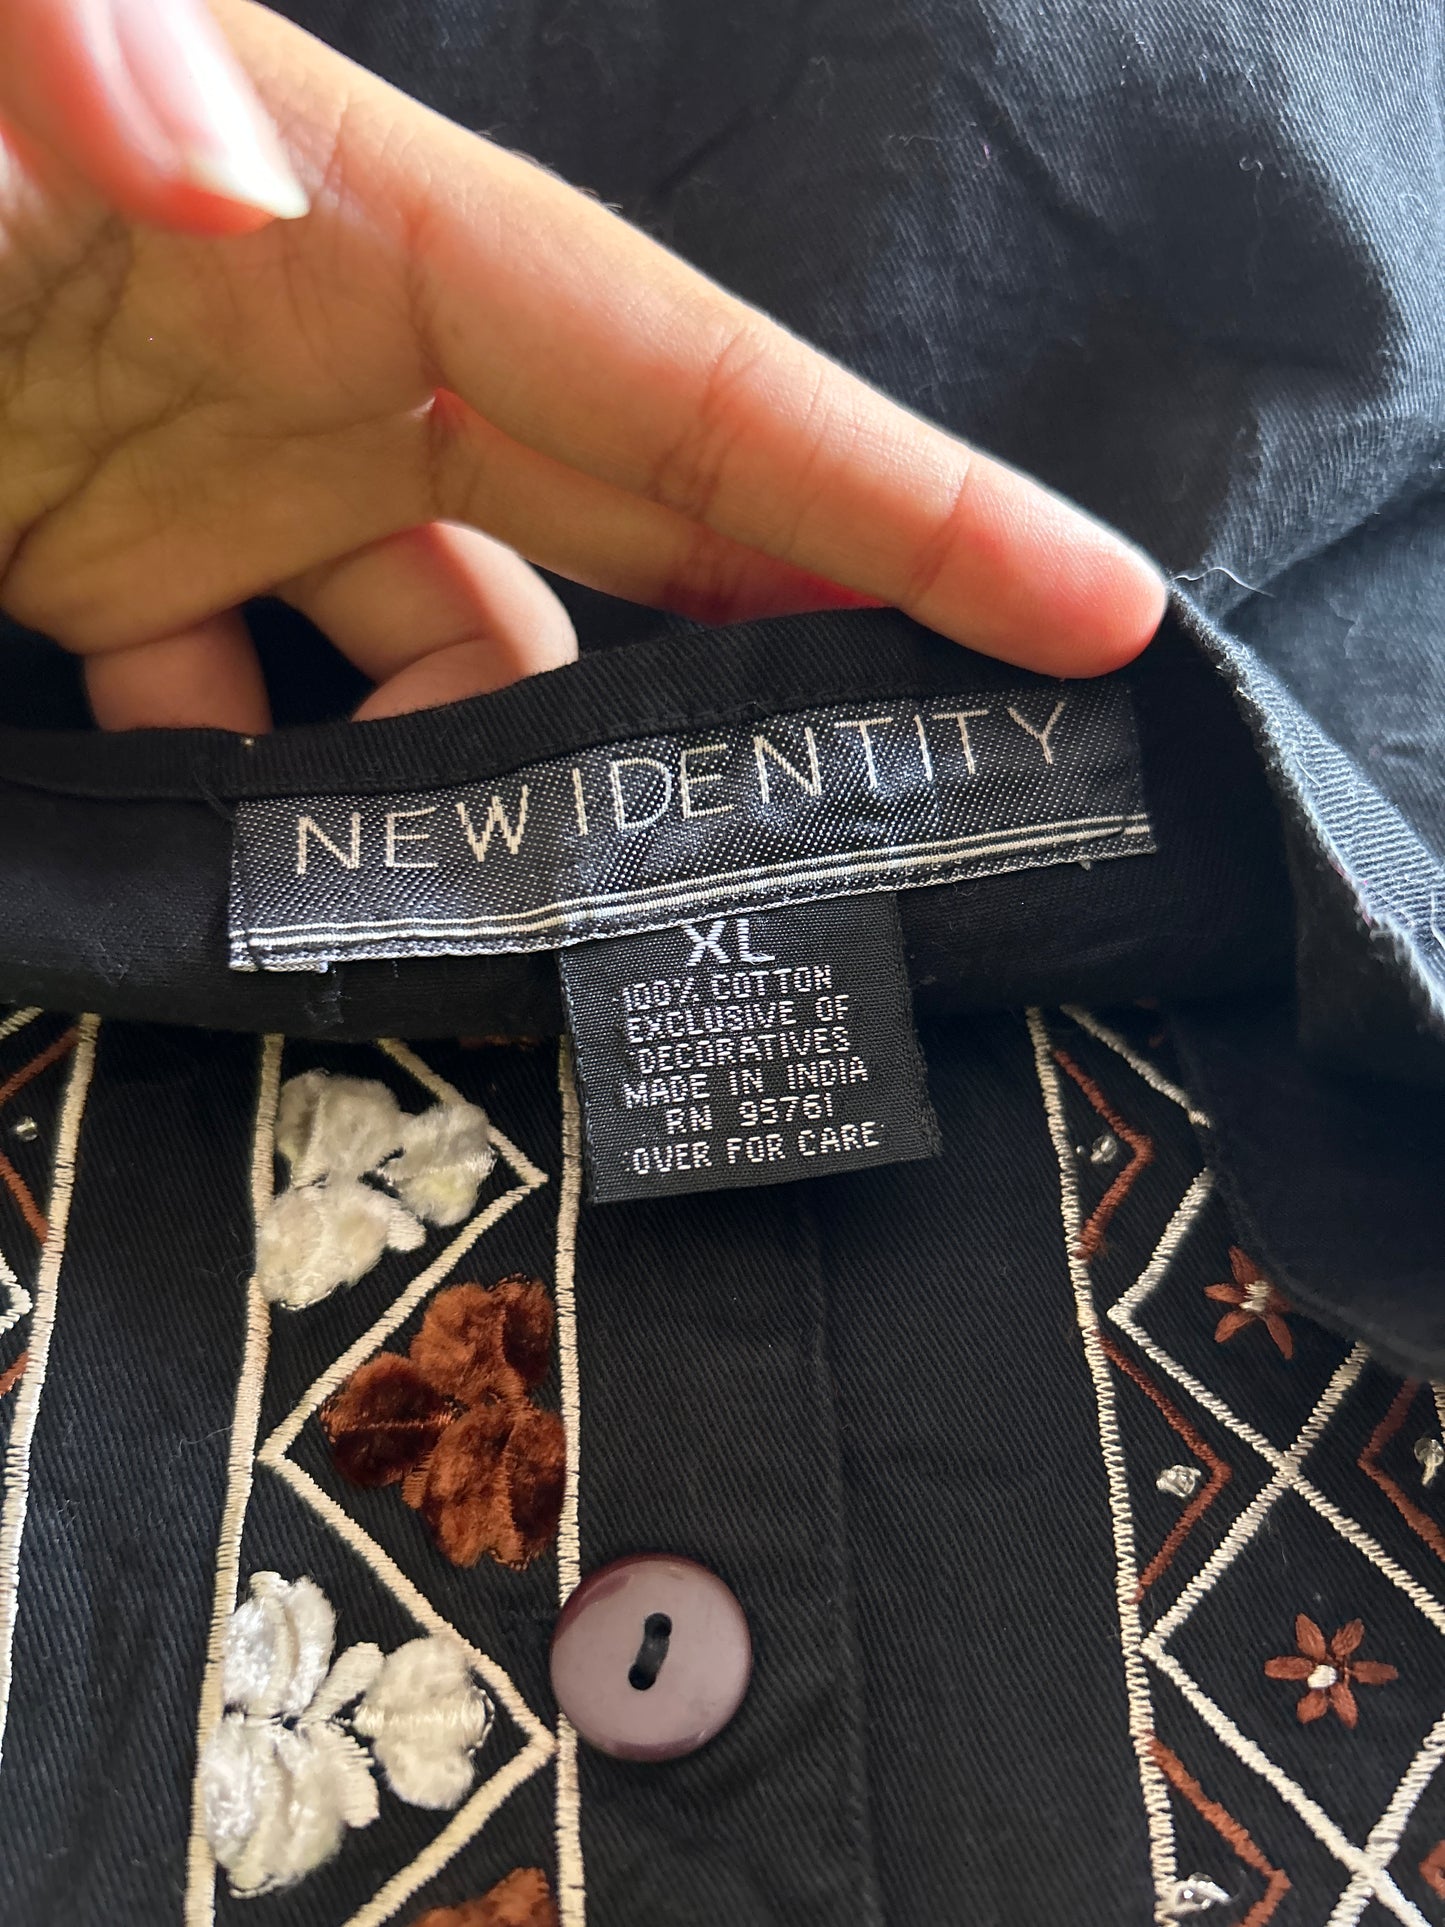 NEW IDENTITY
XL
100% COTTON
EXCLUSIVE OF
DECORATIVES
MADE IN INDIA
RN 95761
OVER FOR CARE